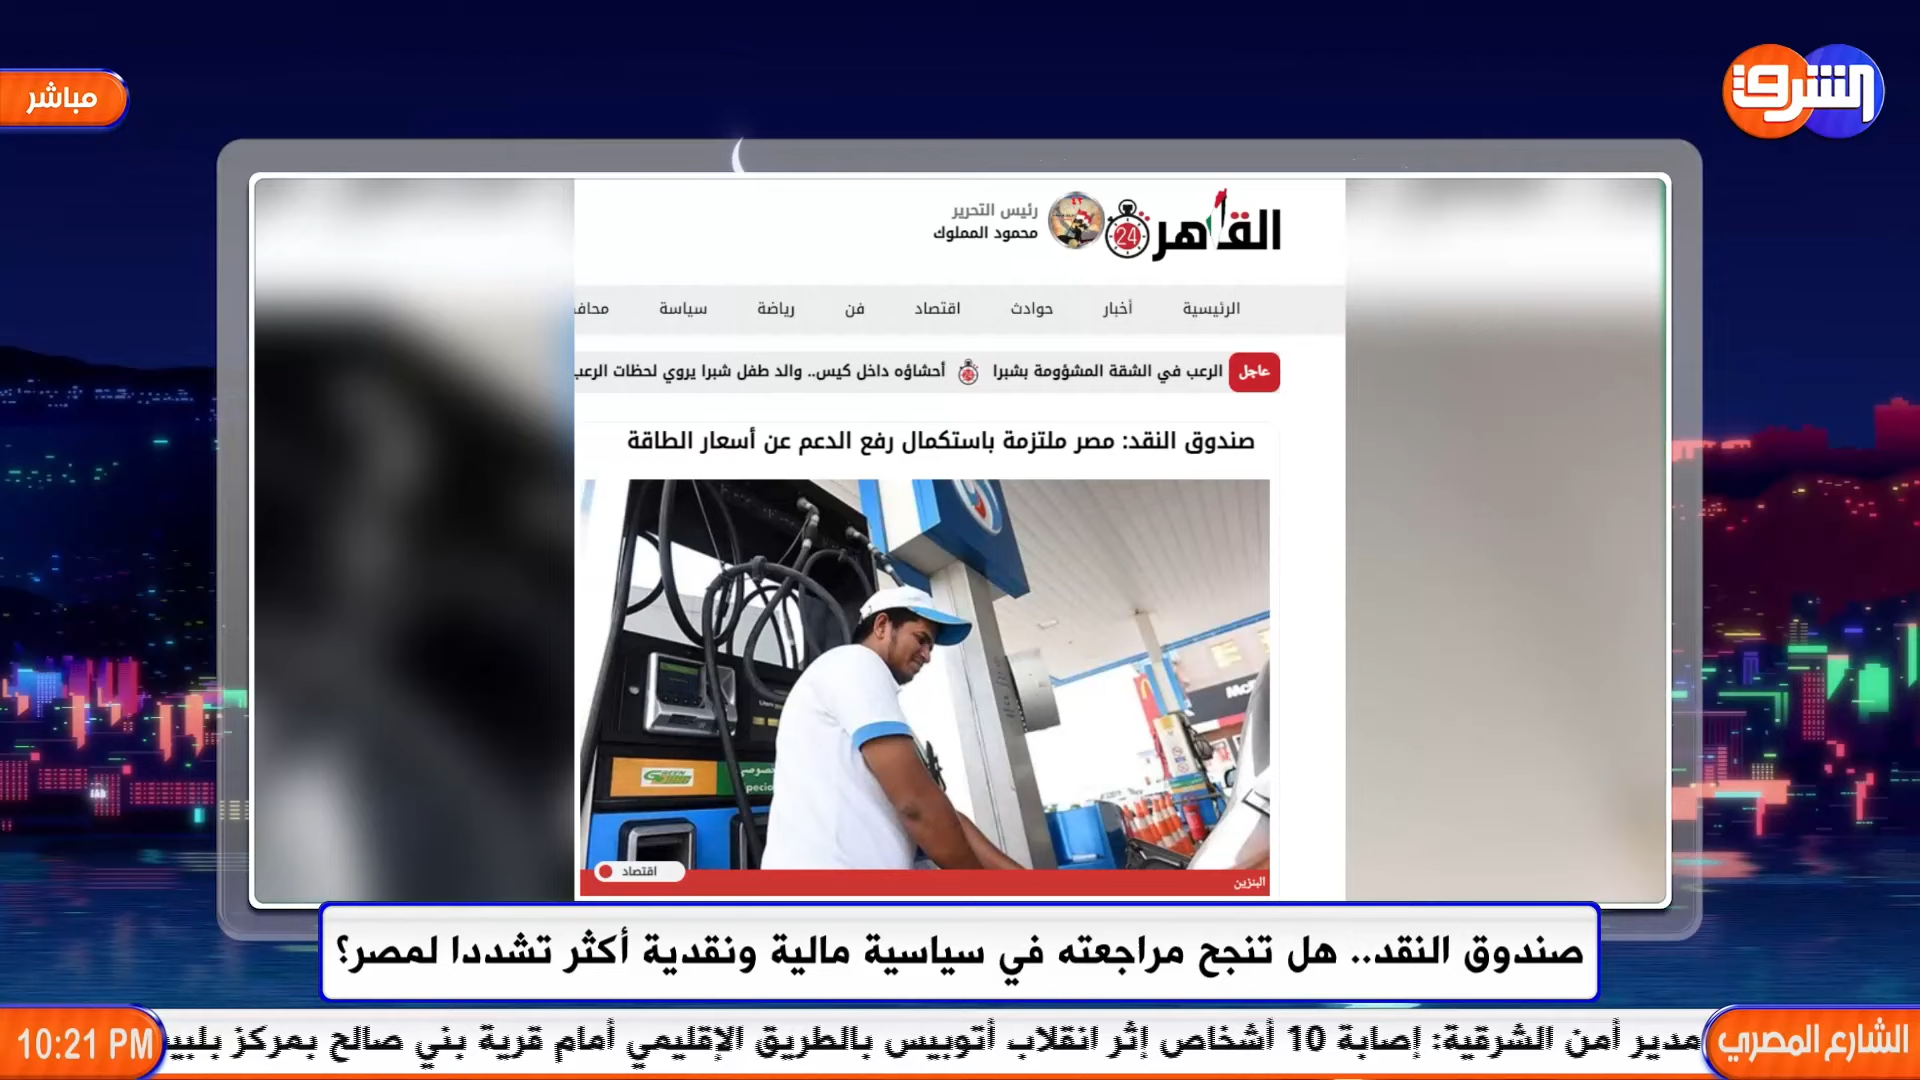 مباشر
الشرق
القاهرة 24
رئيس التحرير
محمود المملوك
الرئيسية أخبار حوادث اقتصاد فن رياضة سياسة
عاجل الرعب في الشقة المشؤومة بشبرا أحشاؤه داخل كيس.. والد طفل شبرا يروي لحظات الرعب
صندوق النقد: مصر ملتزمة باستكمال رفع الدعم عن أسعار الطاقة
GREEN
اقتصاد
البنزين
صندوق النقد.. هل تنجح مراجعته في سياسية مالية ونقدية أكثر تشددا لمصر؟
الشارع المصري مدير أمن الشرقية: إصابة 10 أشخاص إثر انقلاب أتوبيس بالطريق الإقليمي أمام قرية بني صالح بمركز 10:21 PM